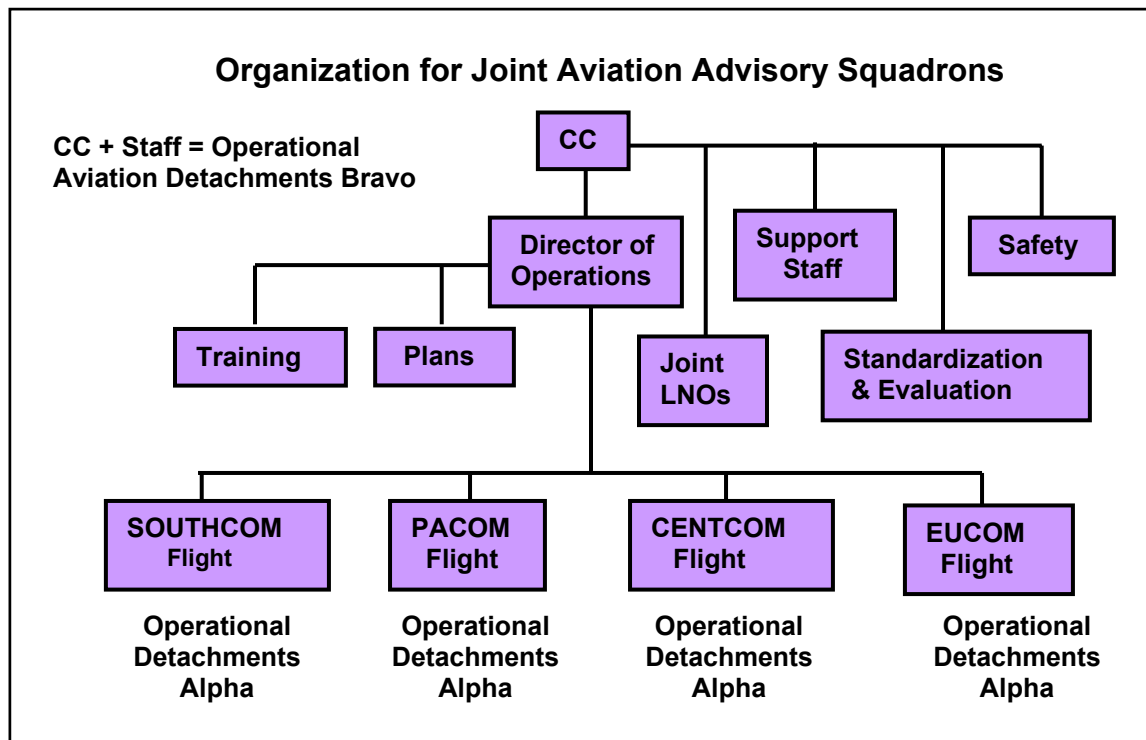 Organization for Joint Aviation Advisory Squadrons
CC + Staff = Operational
Aviation Detachments Bravo
CC
Director of
Operations
Support
Staff
Safety
Training
Plans
Joint
LNOs
Standardization
& Evaluation
SOUTHCOM
Flight
PACOM
Flight
CENTCOM
Flight
EUCOM
Flight
Operational
Detachments
Alpha
Operational
Detachments
Alpha
Operational
Detachments
Alpha
Operational
Detachments
Alpha